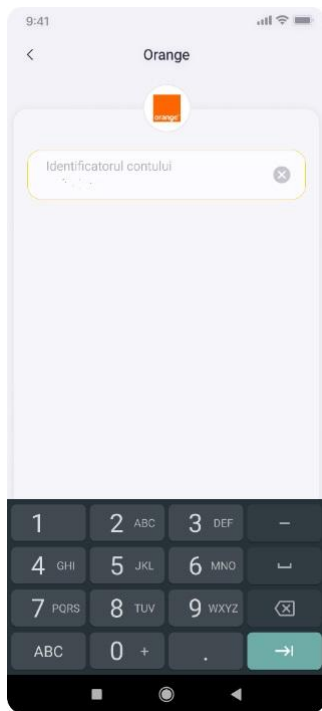 9:41
Orange
orange
Identificatorul contului
1
2 ABC
3 DEF
–
4 GHI
5 JKL
6 MNO
7 PQRS
8 TUV
9 WXYZ
ABC
0 +
.